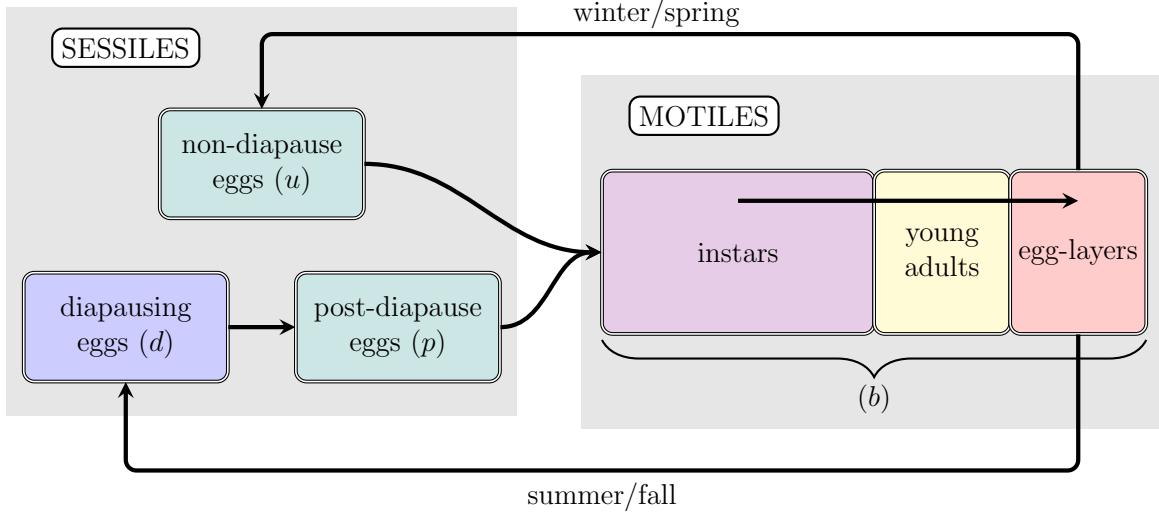 winter/spring
SESSILES
non-diapause
eggs (u)
diapausing
eggs (d)
post-diapause
eggs (p)
MOTILES
instars
young
adults
egg-layers
(b)
summer/fall